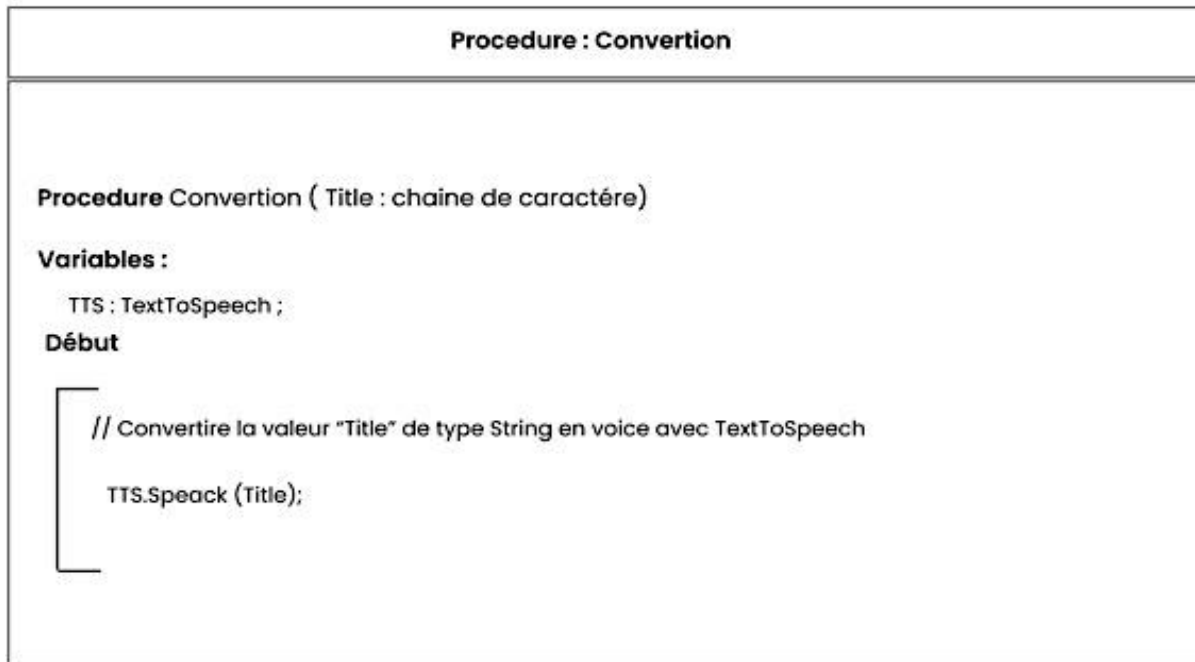 Procedure : Convertion
Procedure Convertion ( Title : chaine de caractére)
Variables :
TTS : TextToSpeech ;
Début
// Convertire la valeur “Title” de type String en voice avec TextToSpeech
TTS.Speack (Title);